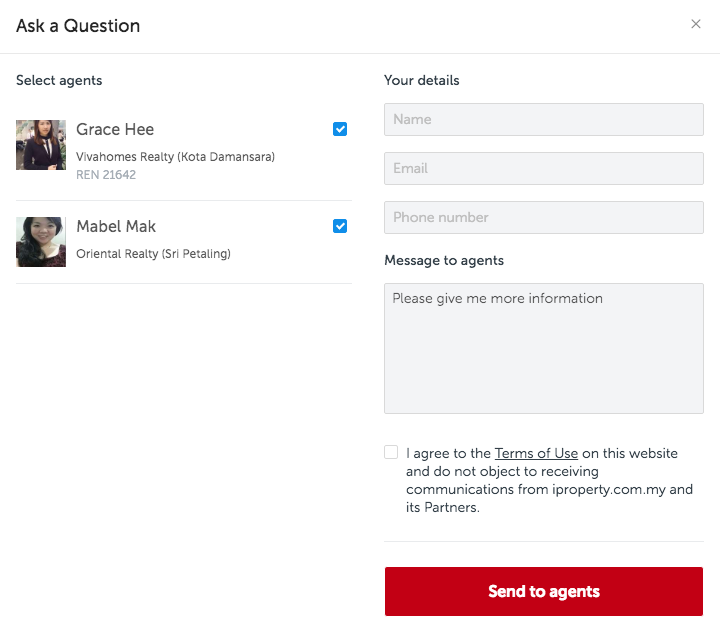 Ask a Question
Select agents
Grace Hee
Vivahomes Realty (Kota Damansara)
REN 21642
Mabel Mak
Oriental Realty (Sri Petaling)
Your details
Name
Email
Phone number
Message to agents
Please give me more information
I agree to the Terms of Use on this website
and do not object to receiving
communications from iproperty.com.my and
its Partners.
Send to agents